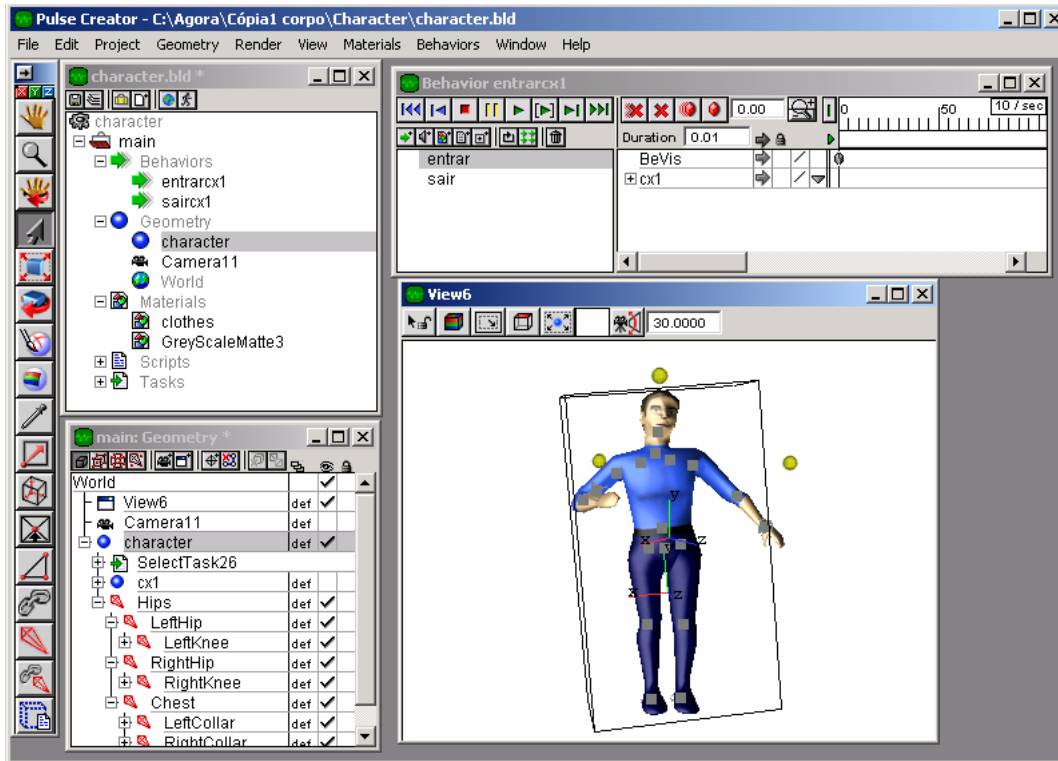 Pulse Creator - C:\Agora\Cópia1 corpo\Character\character.bld
File Edit Project Geometry Render View Materials Behaviors Window Help
character.bld *
XYZ
character
main
Behaviors
entrarcx1
saircx1
Geometry
character
Camera11
World
Materials
clothes
GreyScaleMatte3
Scripts
Tasks
Behavior entrarcx1
0.00
0 50 10 / sec
Duration 0.01
entrar
sair
BeVis
cx1
View6
30.0000
y
x z
y
x z
main: Geometry *
World
View6 def
Camera11 def
character def
SelectTask26
cx1 def
Hips def
LeftHip def
LeftKnee def
RightHip def
RightKnee def
Chest def
LeftCollar def
RightCollar def